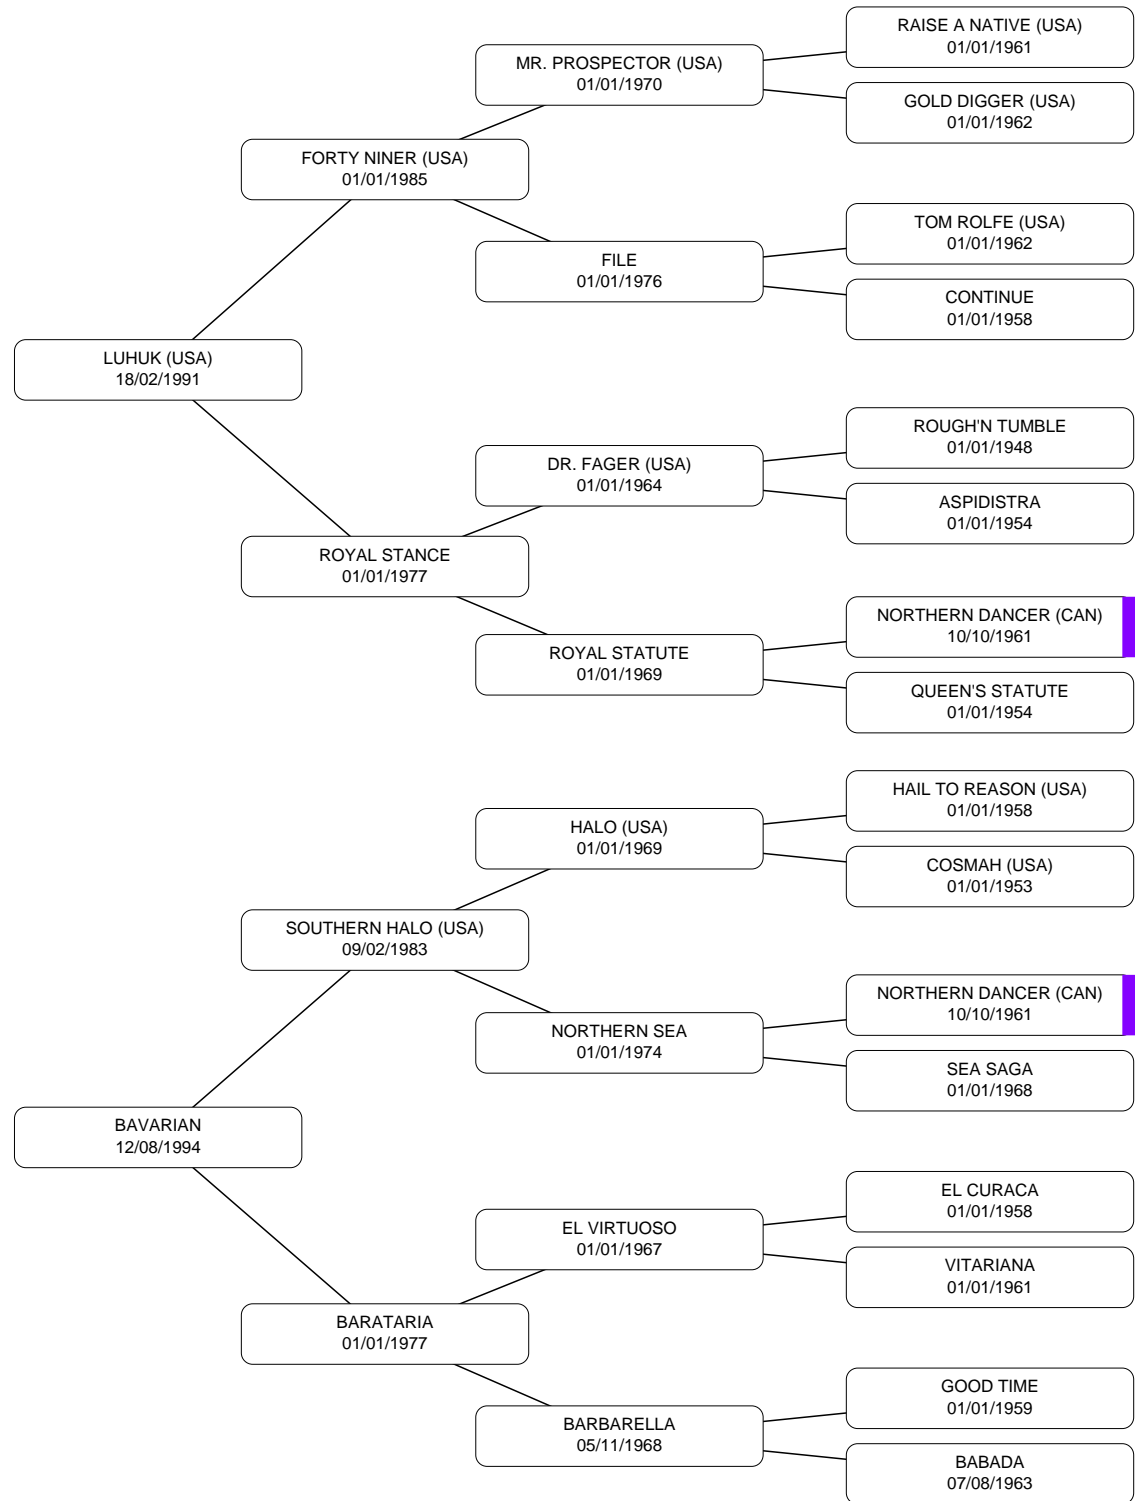 RAISE A NATIVE (USA)
01/01/1961
MR. PROSPECTOR (USA)
01/01/1970
GOLD DIGGER (USA)
01/01/1962
FORTY NINER (USA)
01/01/1985
TOM ROLFE (USA)
01/01/1962
FILE
01/01/1976
CONTINUE
01/01/1958
LUHUK (USA)
18/02/1991
ROUGH'N TUMBLE
01/01/1948
DR. FAGER (USA)
01/01/1964
ASPIDISTRA
01/01/1954
ROYAL STANCE
01/01/1977
NORTHERN DANCER (CAN)
10/10/1961
ROYAL STATUTE
01/01/1969
QUEEN'S STATUTE
01/01/1954
HAIL TO REASON (USA)
01/01/1958
HALO (USA)
01/01/1969
COSMAH (USA)
01/01/1953
SOUTHERN HALO (USA)
09/02/1983
NORTHERN DANCER (CAN)
10/10/1961
NORTHERN SEA
01/01/1974
SEA SAGA
01/01/1968
BAVARIAN
12/08/1994
EL CURACA
01/01/1958
EL VIRTUOSO
01/01/1967
VITARIANA
01/01/1961
BARATARIA
01/01/1977
GOOD TIME
01/01/1959
BARBARELLA
05/11/1968
BABADA
07/08/1963